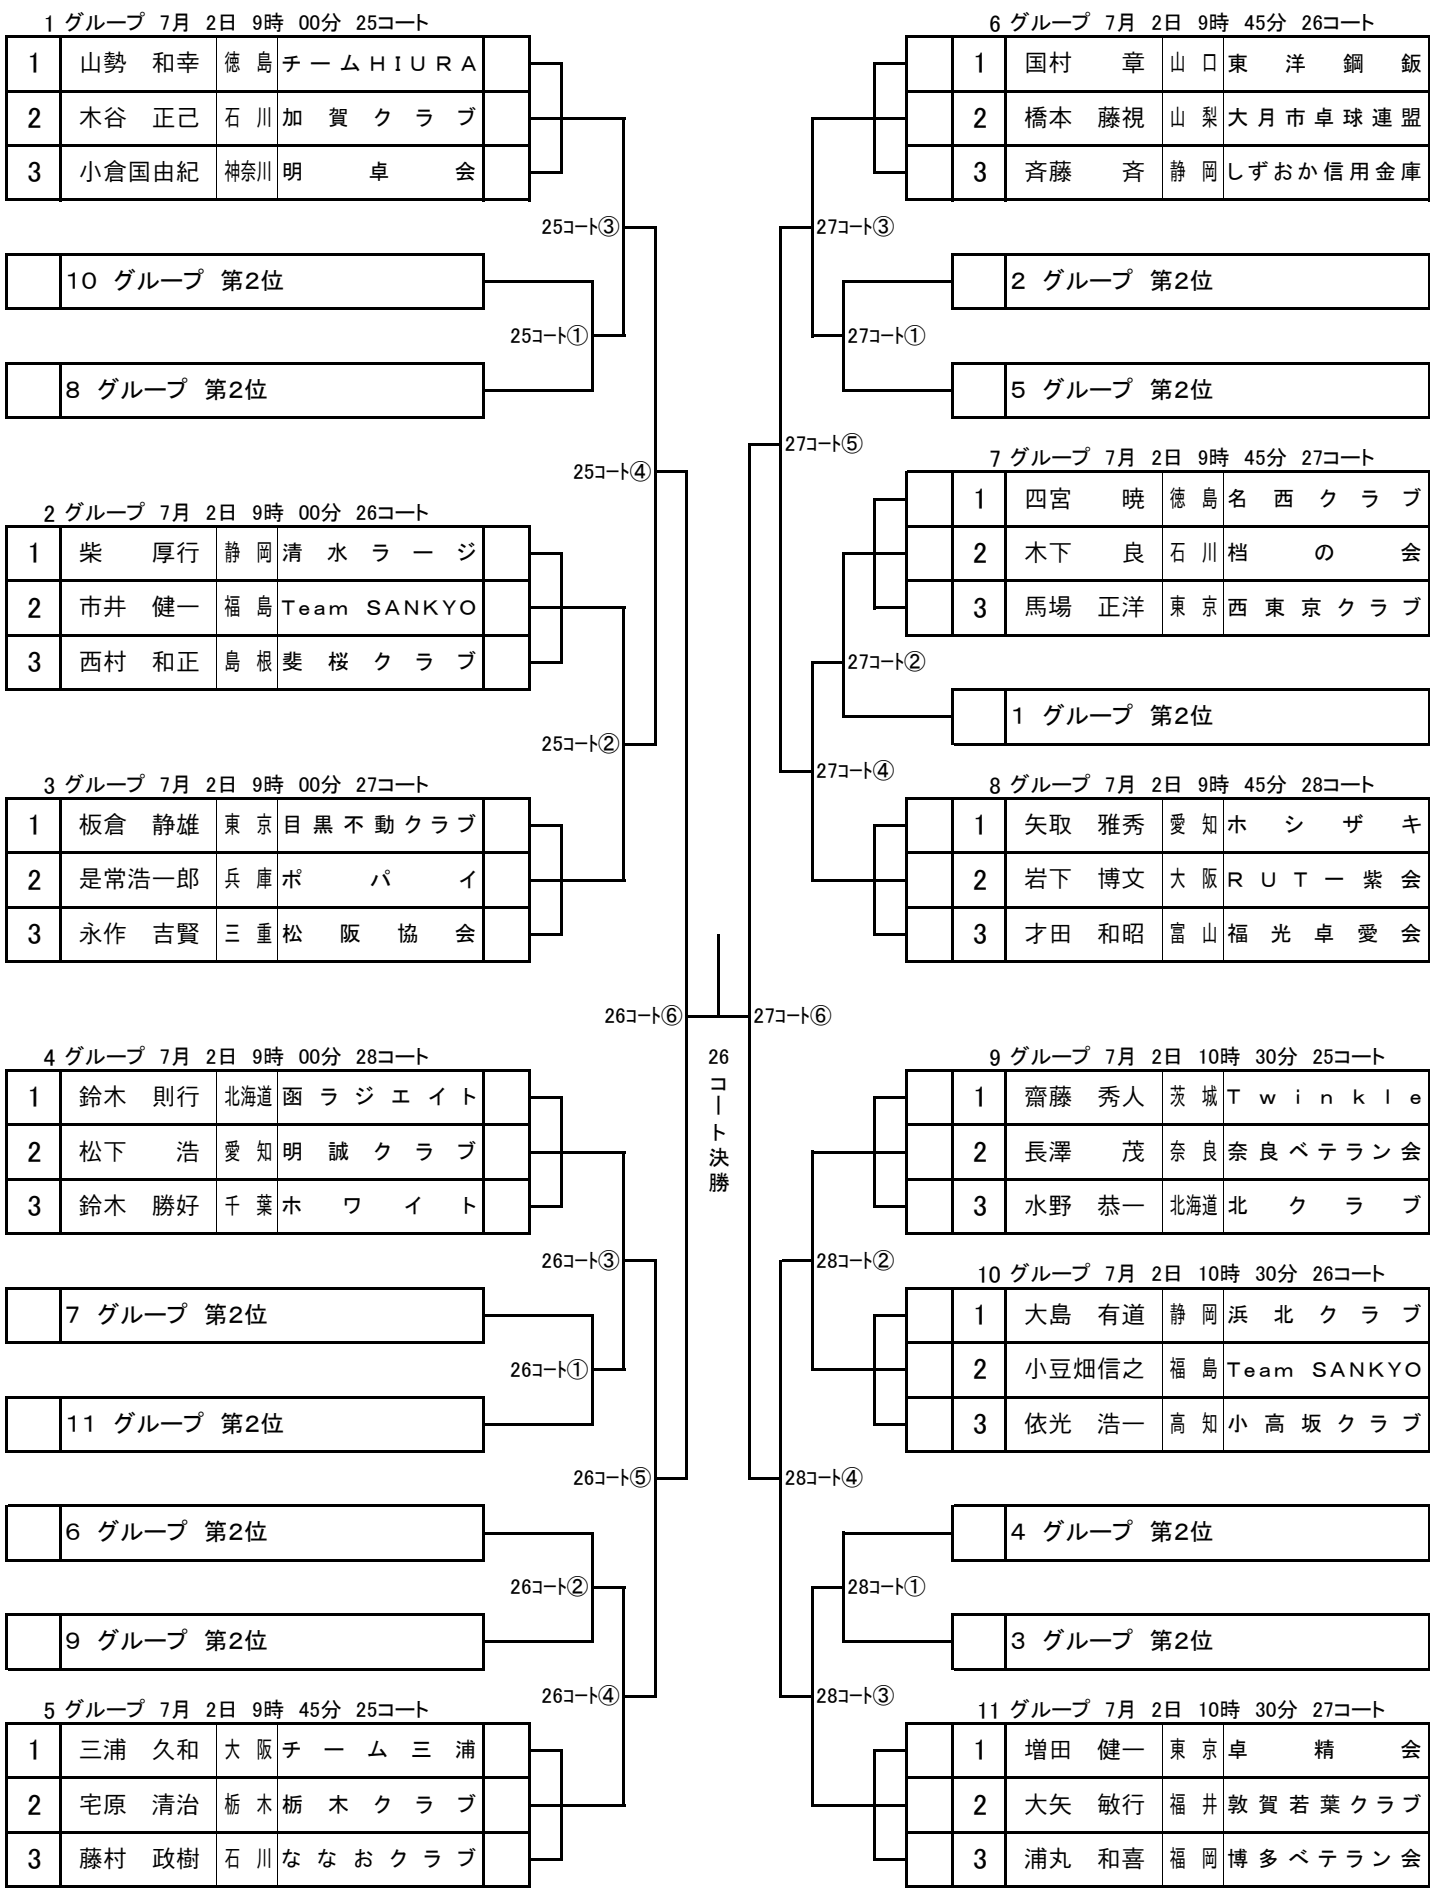 1 グループ 7月 2日 9時 00分 25コート
1 山勢 和幸 徳島 チームHIURA
2 木谷 正己 石川 加賀クラブ
3 小倉国由紀 神奈川 明卓会
25コート③
10 グループ 第2位
25コート①
8 グループ 第2位
25コート④
2 グループ 7月 2日 9時 00分 26コート
1 柴 厚行 静岡 清水ラージ
2 市井 健一 福島 Team SANKYO
3 西村 和正 島根 斐桜クラブ
25コート②
3 グループ 7月 2日 9時 00分 27コート
1 板倉 静雄 東京 目黒不動クラブ
2 是常浩一郎 兵庫 ポパイ
3 永作 吉賢 三重 松阪協会
26コート⑥
4 グループ 7月 2日 9時 00分 28コート
1 鈴木 則行 北海道 函ラジエイト
2 松下 浩 愛知 明誠クラブ
3 鈴木 勝好 千葉 ホワイト
26コート③
7 グループ 第2位
26コート①
11 グループ 第2位
26コート⑤
6 グループ 第2位
26コート②
9 グループ 第2位
26コート④
5 グループ 7月 2日 9時 45分 25コート
1 三浦 久和 大阪 チーム三浦
2 宅原 清治 栃木 栃木クラブ
3 藤村 政樹 石川 ななおクラブ
26コート決勝
6 グループ 7月 2日 9時 45分 26コート
1 国村 章 山口 東洋鋼鈑
2 橋本 藤視 山梨 大月市卓球連盟
3 斉藤 斉 静岡 しずおか信用金庫
27コート③
2 グループ 第2位
27コート①
5 グループ 第2位
27コート⑤
7 グループ 7月 2日 9時 45分 27コート
1 四宮 暁 徳島 名西クラブ
2 木下 良 石川 档の会
3 馬場 正洋 東京 西東京クラブ
27コート②
1 グループ 第2位
27コート④
8 グループ 7月 2日 9時 45分 28コート
1 矢取 雅秀 愛知 ホシザキ
2 岩下 博文 大阪 RUT一紫会
3 才田 和昭 富山 福光卓愛会
27コート⑥
9 グループ 7月 2日 10時 30分 25コート
1 齋藤 秀人 茨城 Twinkle
2 長澤 茂 奈良 奈良ベテラン会
3 水野 恭一 北海道 北クラブ
28コート②
10 グループ 7月 2日 10時 30分 26コート
1 大島 有道 静岡 浜北クラブ
2 小豆畑信之 福島 Team SANKYO
3 依光 浩一 高知 小高坂クラブ
28コート④
4 グループ 第2位
28コート①
3 グループ 第2位
28コート③
11 グループ 7月 2日 10時 30分 27コート
1 増田 健一 東京 卓精会
2 大矢 敏行 福井 敦賀若葉クラブ
3 浦丸 和喜 福岡 博多ベテラン会